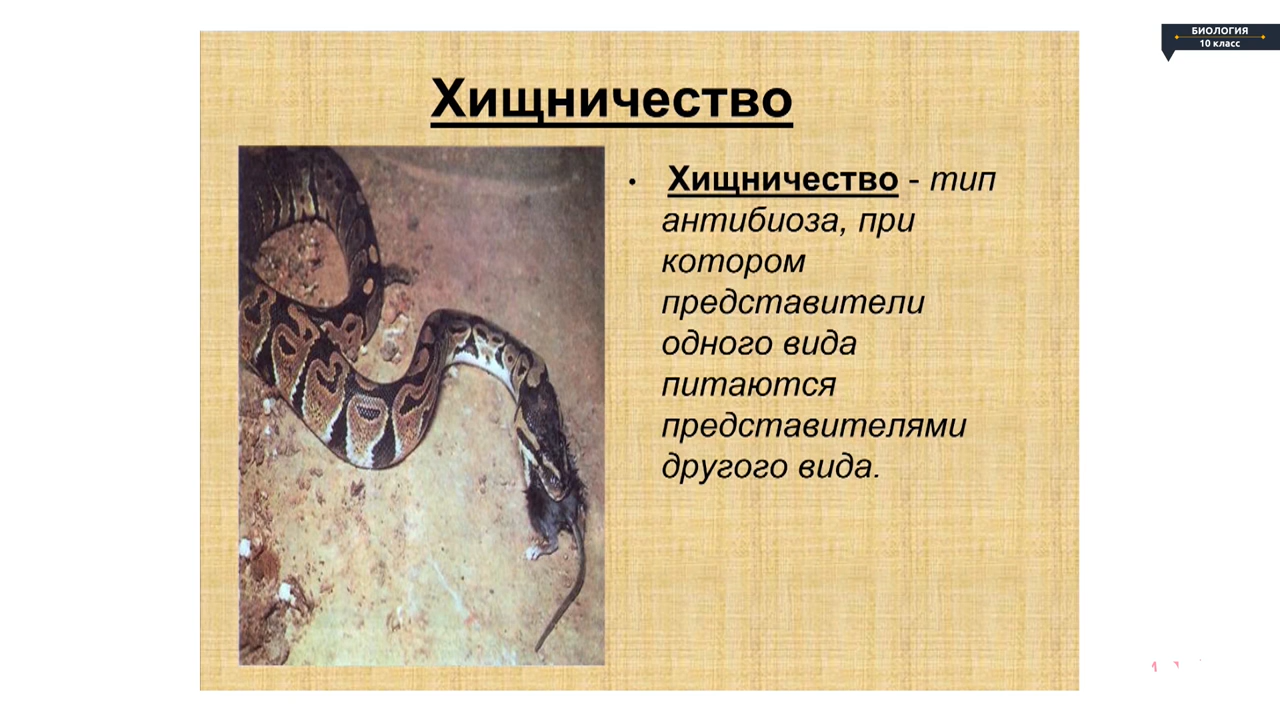 БИОЛОГИЯ
10 класс
Хищничество
• Хищничество - тип
антибиоза, при
котором
представители
одного вида
питаются
представителями
другого вида.